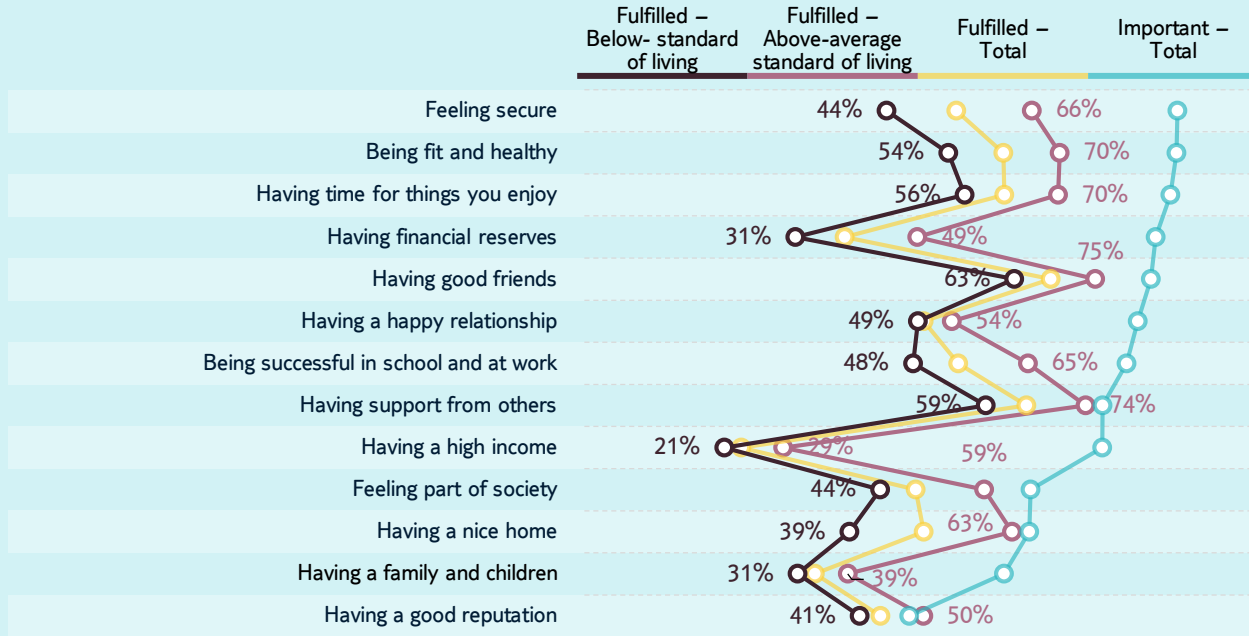 Fulfilled –
Below- standard
of living
Fulfilled –
Above-average
standard of living
Fulfilled –
Total
Important –
Total
Feeling secure
44%
66%
Being fit and healthy
54%
70%
Having time for things you enjoy
56%
70%
Having financial reserves
31%
49%
Having good friends
63%
75%
Having a happy relationship
49%
54%
Being successful in school and at work
48%
65%
Having support from others
59%
74%
Having a high income
21%
29%
Feeling part of society
44%
59%
Having a nice home
39%
63%
Having a family and children
31%
39%
Having a good reputation
41%
50%